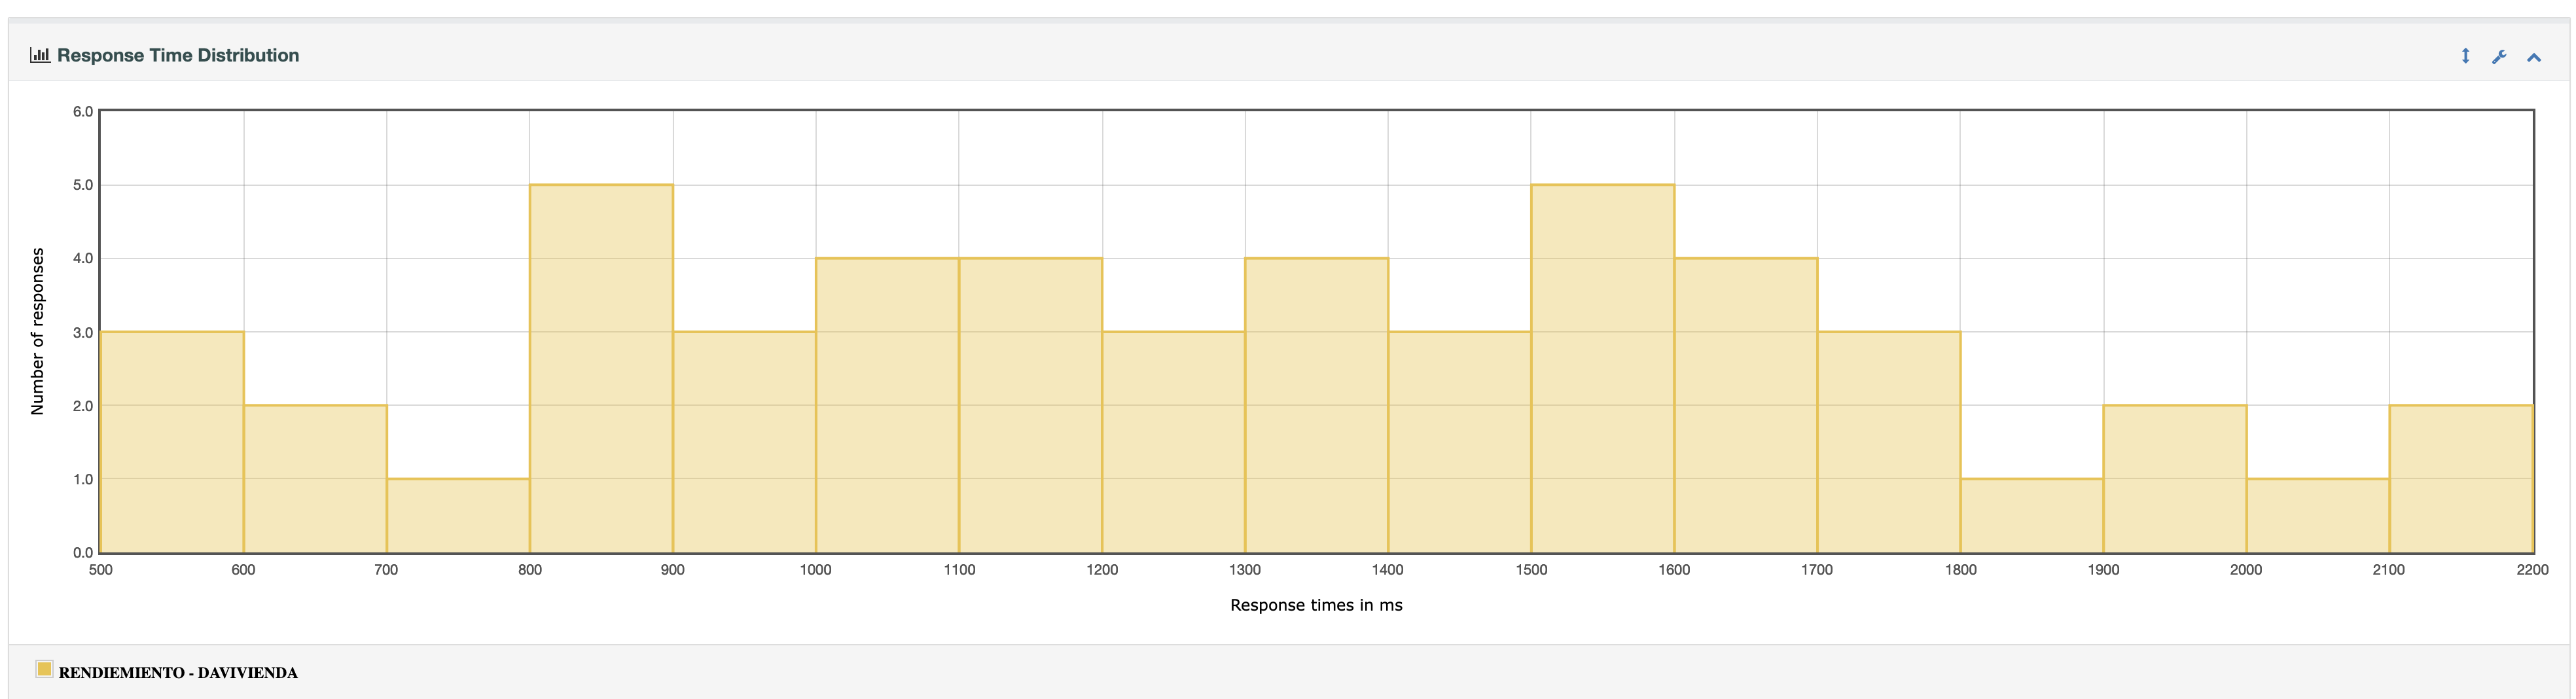 Response Time Distribution
6.0
5.0
4.0
3.0
2.0
1.0
0.0
Number of responses
500 600 700 800 900 1000 1100 1200 1300 1400 1500 1600 1700 1800 1900 2000 2100 2200
Response times in ms
RENDIEMIENTO - DAVIVIENDA